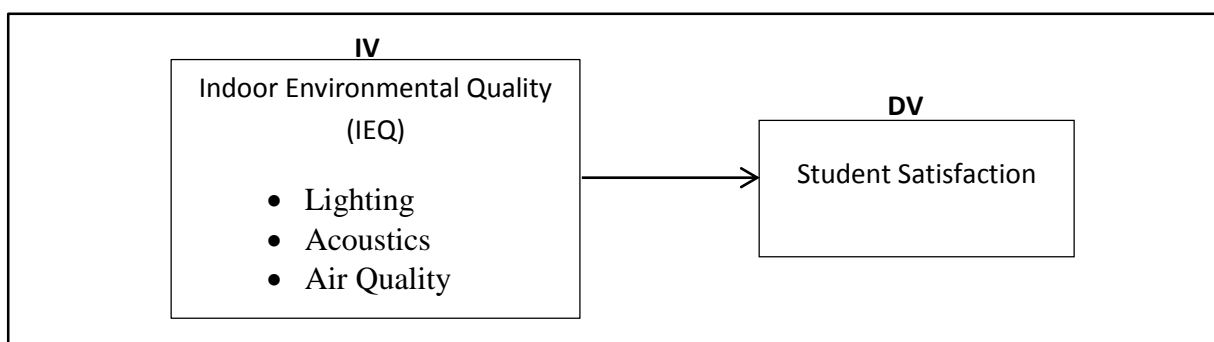 IV
Indoor Environmental Quality
(IEQ)
• Lighting
• Acoustics
• Air Quality
DV
Student Satisfaction